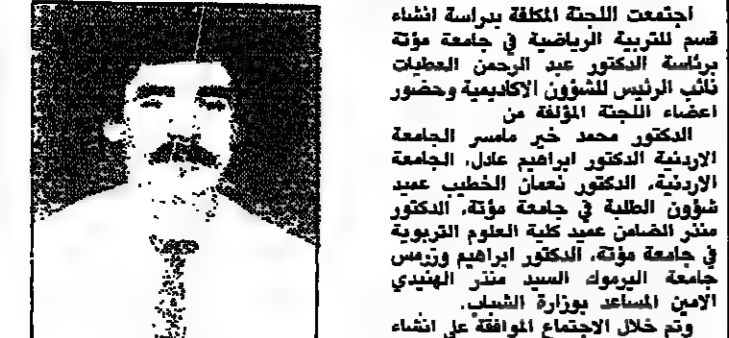 اجتمعت اللجنة المكلفة بدراسة انشاء
قسم للتربية الرياضية في جامعة مؤتة
برئاسة الدكتور عبد الرحمن العطيات
نائب الرئيس للشؤون الاكاديمية وحضور
اعضاء اللجنة المؤلفة من
الدكتور محمد خير مامسر الجامعة
الاردنية الدكتور ابراهيم عادل، الجامعة
الاردنية، الدكتور نعمان الخطيب عميد
شؤون الطلبة في جامعة مؤتة، الدكتور
منذر الضامن عميد كلية العلوم التربوية
في جامعة مؤتة، الدكتور ابراهيم وزرمس
جامعة اليرموك السيد منذر الهنيدي
الامين المساعد بوزارة الشباب.
وتم خلال الاجتماع الموافقة على انشاء